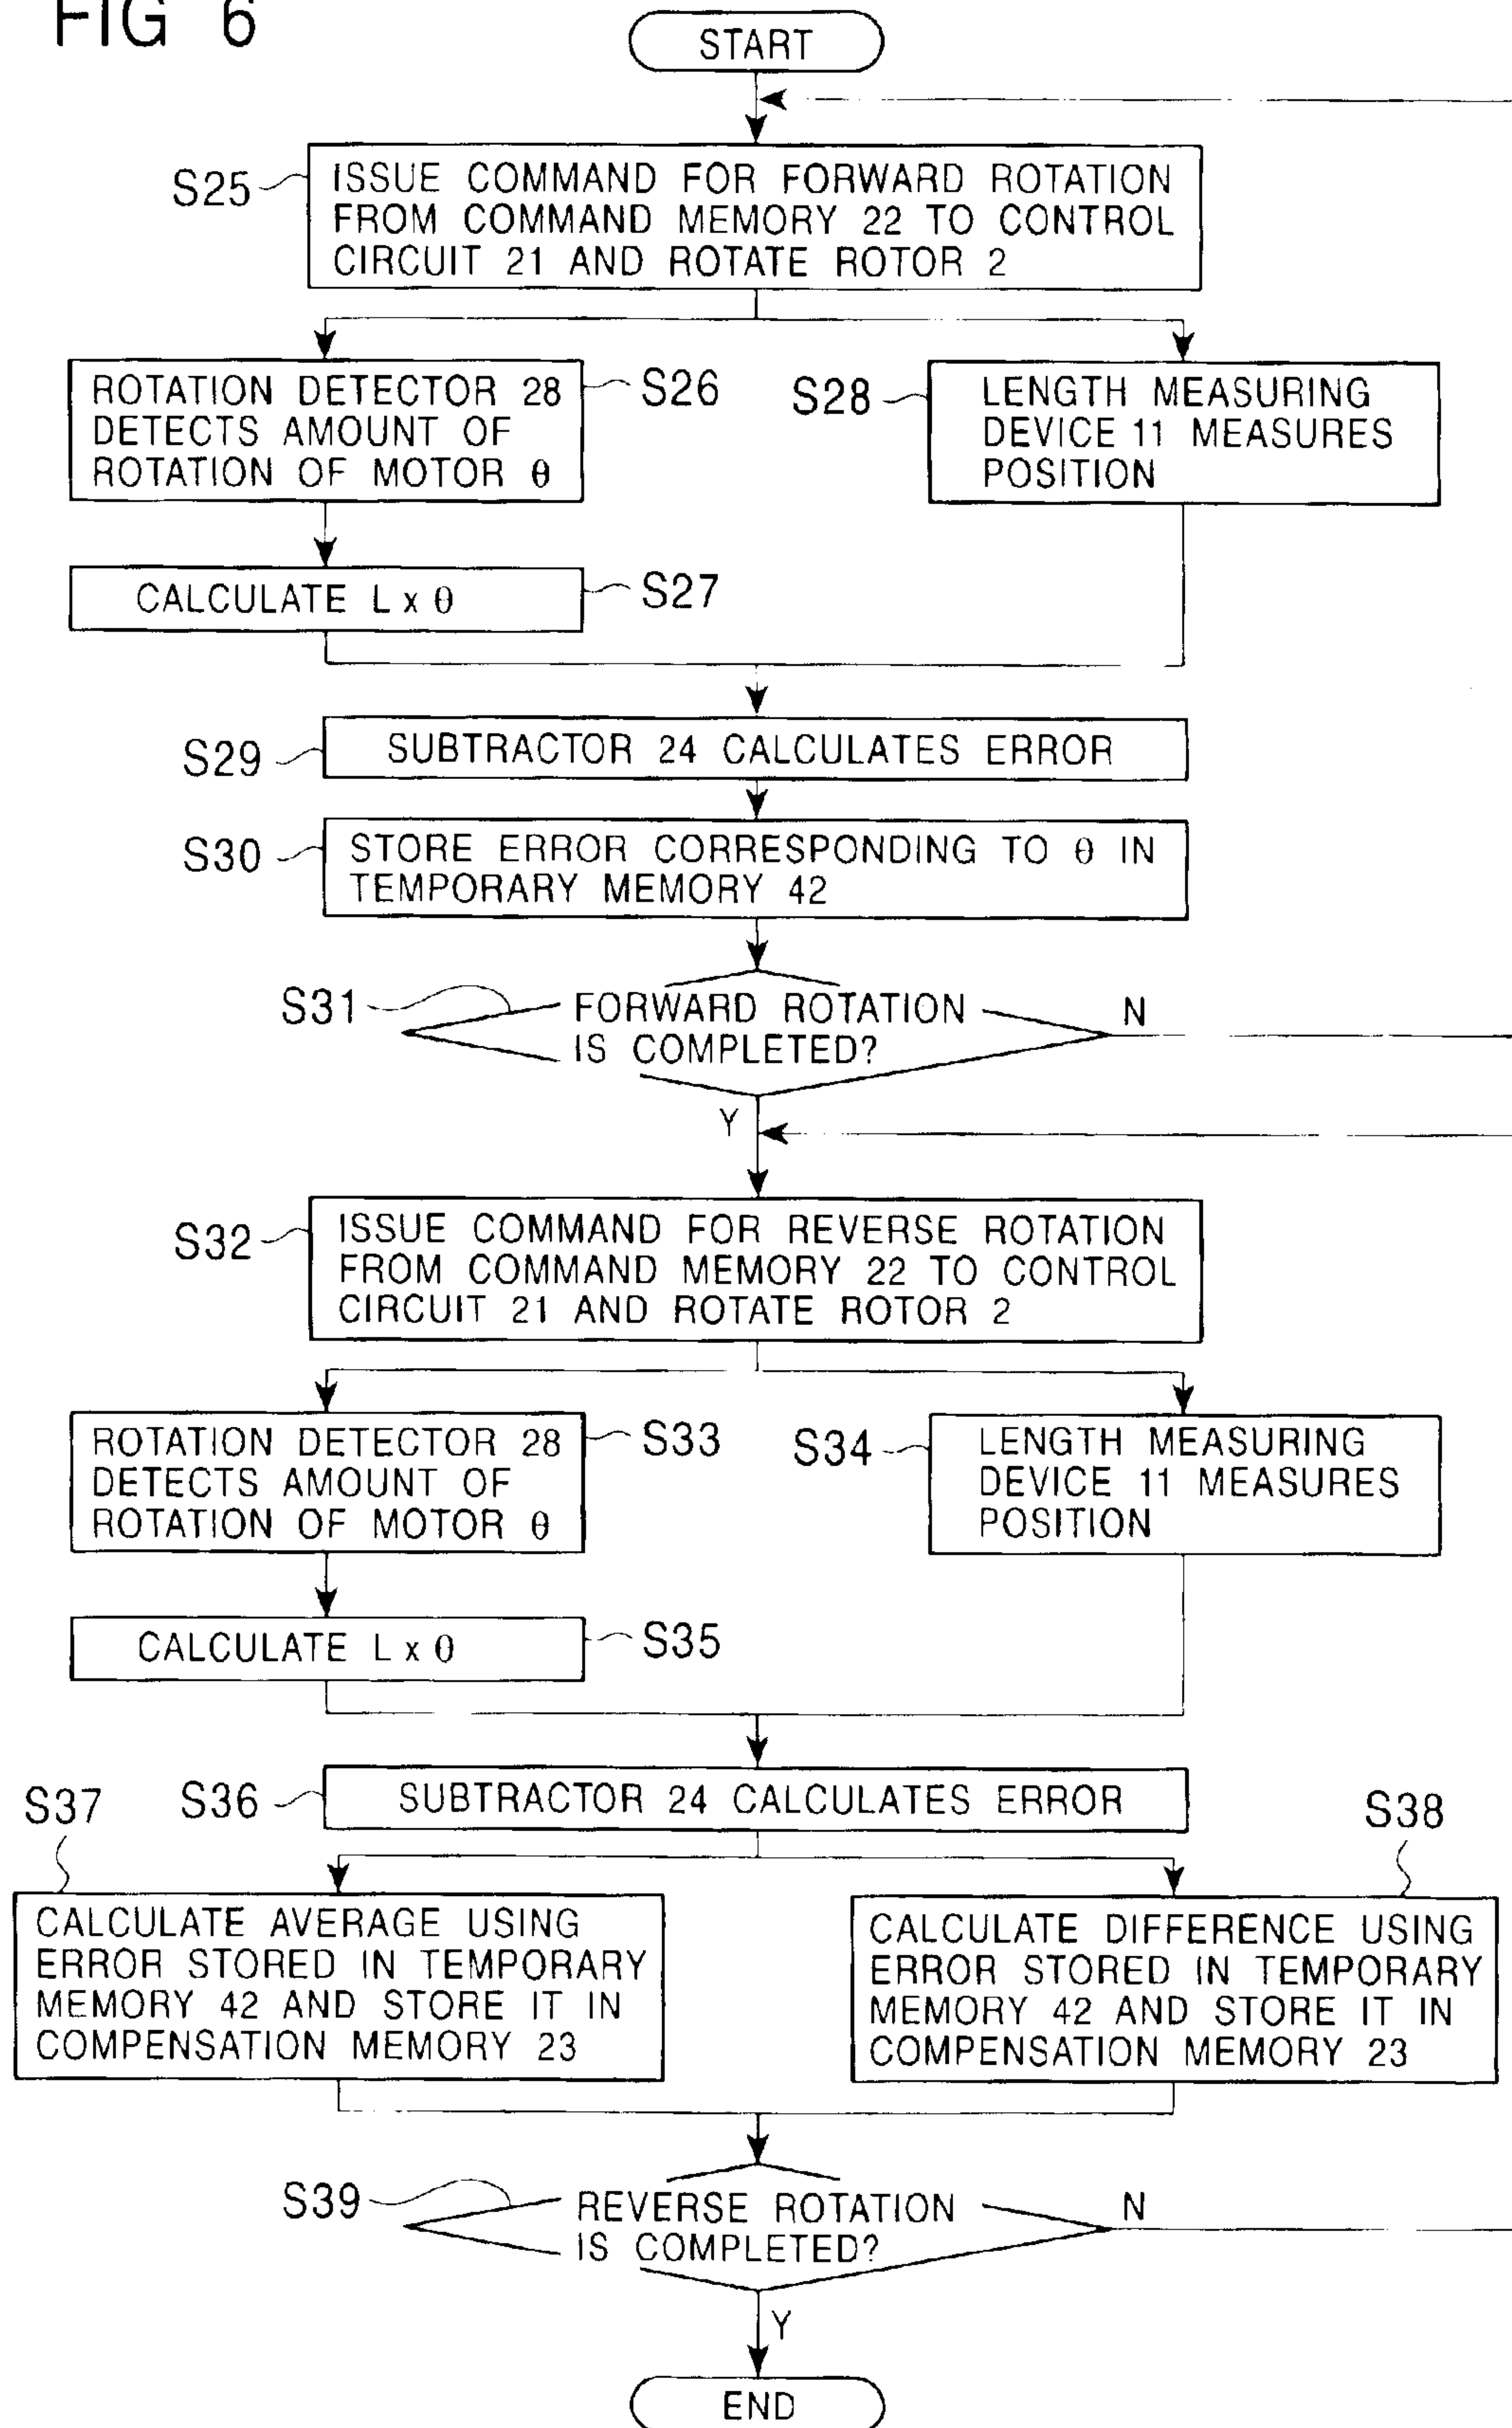 FIG 6
START
S25
ISSUE COMMAND FOR FORWARD ROTATION
FROM COMMAND MEMORY 22 TO CONTROL
CIRCUIT 21 AND ROTATE ROTOR 2
ROTATION DETECTOR 28
DETECTS AMOUNT OF
ROTATION OF MOTOR θ
S26
S28
LENGTH MEASURING
DEVICE 11 MEASURES
POSITION
CALCULATE L x θ
S27
S29
SUBTRACTOR 24 CALCULATES ERROR
S30
STORE ERROR CORRESPONDING TO θ IN
TEMPORARY MEMORY 42
S31
FORWARD ROTATION
IS COMPLETED?
N
Y
S32
ISSUE COMMAND FOR REVERSE ROTATION
FROM COMMAND MEMORY 22 TO CONTROL
CIRCUIT 21 AND ROTATE ROTOR 2
ROTATION DETECTOR 28
DETECTS AMOUNT OF
ROTATION OF MOTOR θ
S33
S34
LENGTH MEASURING
DEVICE 11 MEASURES
POSITION
CALCULATE L x θ
S35
S36
SUBTRACTOR 24 CALCULATES ERROR
S37
CALCULATE AVERAGE USING
ERROR STORED IN TEMPORARY
MEMORY 42 AND STORE IT IN
COMPENSATION MEMORY 23
S38
CALCULATE DIFFERENCE USING
ERROR STORED IN TEMPORARY
MEMORY 42 AND STORE IT IN
COMPENSATION MEMORY 23
S39
REVERSE ROTATION
IS COMPLETED?
N
Y
END